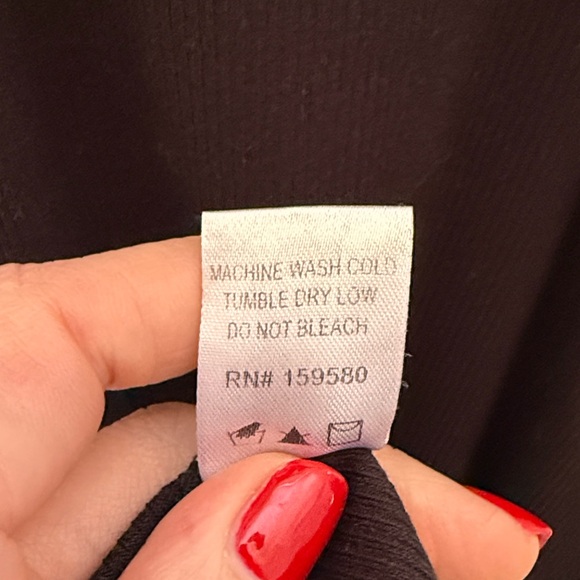 MACHINE WASH COLD
TUMBLE DRY LOW
DO NOT BLEACH
RN# 159580